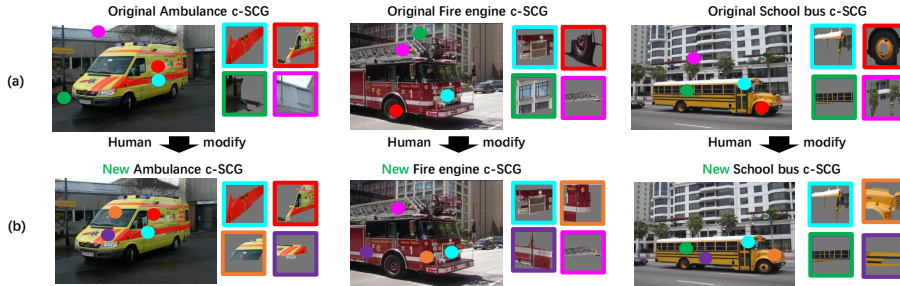 Original Ambulance c-SCG
Original Fire engine c-SCG
Original School bus c-SCG
(a)
Human modify
Human modify
Human modify
New Ambulance c-SCG
New Fire engine c-SCG
New School bus c-SCG
(b)